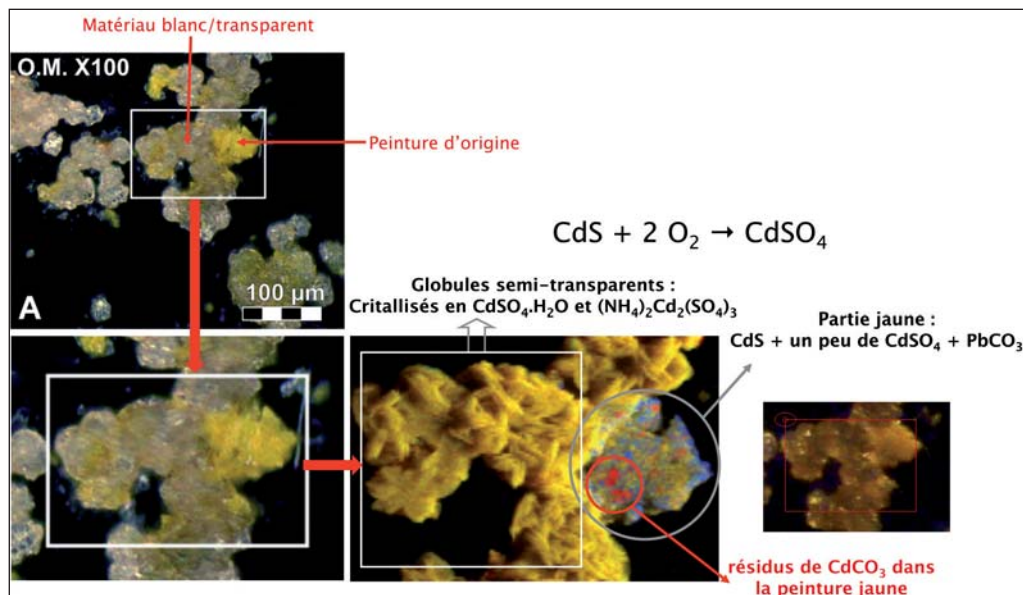 Matériau blanc/transparent
O.M. X100
Peinture d'origine
CdS + 2 O₂ → CdSO₄
A
100 µm
Globules semi-transparents :
Critallisés en CdSO₄.H₂O et (NH₄)₂Cd₂(SO₄)₃
Partie jaune :
CdS + un peu de CdSO₄ + PbCO₃
résidus de CdCO₃ dans
la peinture jaune